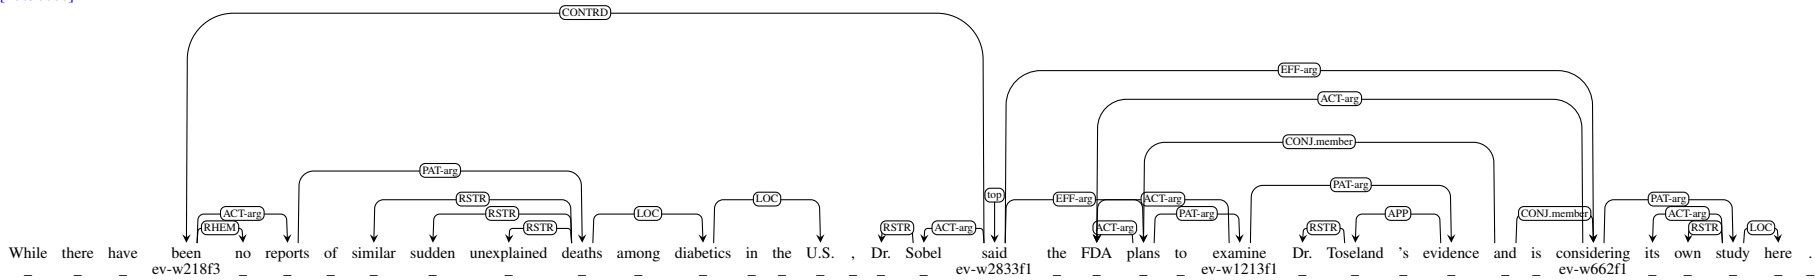 CONTRD
EFF-arg
ACT-arg
CONJ.member
PAT-arg
PAT-arg
RSTR LOC top EFF-arg ACT-arg PAT-arg
ACT-arg RSTR LOC PAT-arg RSTR APP CONJ.member ACT-arg
RHEM RSTR RSTR ACT-arg ACT-arg RSTR LOC
While there have been no reports of similar sudden unexplained deaths among diabetics in the U.S. , Dr. Sobel said the FDA plans to examine Dr. Toseland 's evidence and is considering its own study here .
ev-w218f3 ev-w2833f1 ev-w1213f1 ev-w662f1
_ _ _ _ _ _ _ _ _ _ _ _ _ _ _ _ _ _ _ _ _ _ _ _ _ _ _ _ _ _ _ _ _ _ _ _ _ _